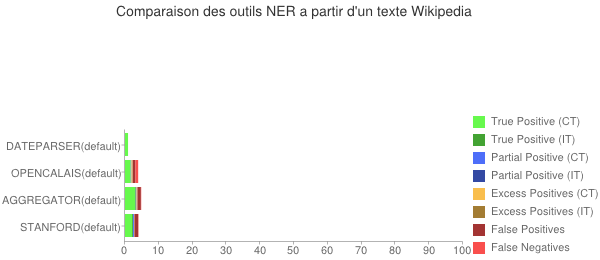 Comparaison des outils NER a partir d'un texte Wikipedia
DATEPARSER(default)
OPENCALAIS(default)
AGGREGATOR(default)
STANFORD(default)
0 10 20 30 40 50 60 70 80 90 100
True Positive (CT)
True Positive (IT)
Partial Positive (CT)
Partial Positive (IT)
Excess Positives (CT)
Excess Positives (IT)
False Positives
False Negatives